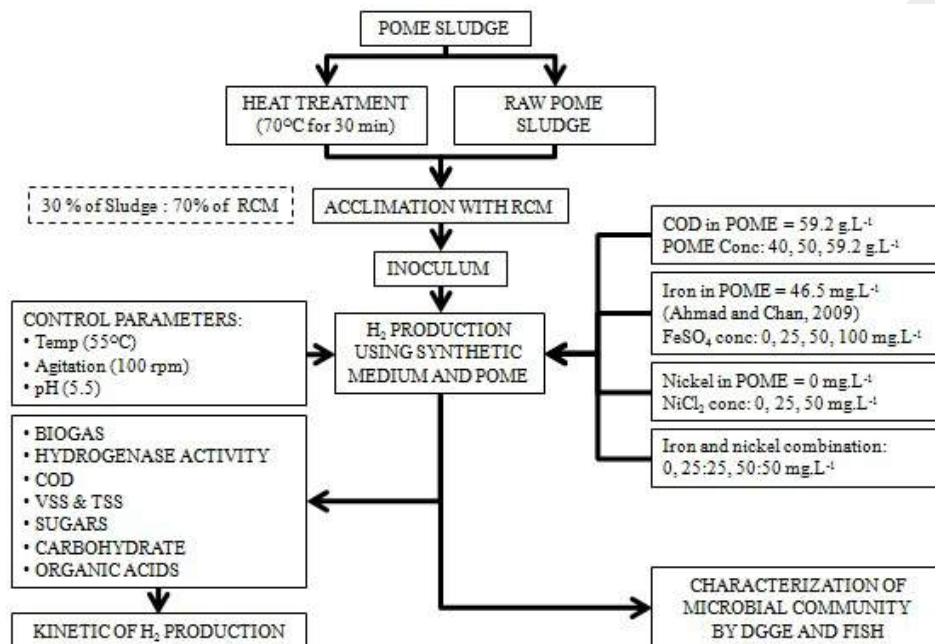 POME SLUDGE
HEAT TREATMENT
(70°C for 30 min)
RAW POME
SLUDGE
30 % of Sludge : 70% of RCM
ACCLIMATION WITH RCM
INOCULUM
CONTROL PARAMETERS:
• Temp (55°C)
• Agitation (100 rpm)
• pH (5.5)
H₂ PRODUCTION
USING SYNTHETIC
MEDIUM AND POME
COD in POME = 59.2 g.L⁻¹
POME Conc: 40, 50, 59.2 g.L⁻¹
Iron in POME = 46.5 mg.L⁻¹
(Ahmad and Chan, 2009)
FeSO₄ conc: 0, 25, 50, 100 mg.L⁻¹
Nickel in POME = 0 mg.L⁻¹
NiCl₂ conc: 0, 25, 50 mg.L⁻¹
Iron and nickel combination:
0, 25:25, 50:50 mg.L⁻¹
• BIOGAS
• HYDROGENASE ACTIVITY
• COD
• VSS & TSS
• SUGARS
• CARBOHYDRATE
• ORGANIC ACIDS
KINETIC OF H₂ PRODUCTION
CHARACTERIZATION OF
MICROBIAL COMMUNITY
BY DGGE AND FISH